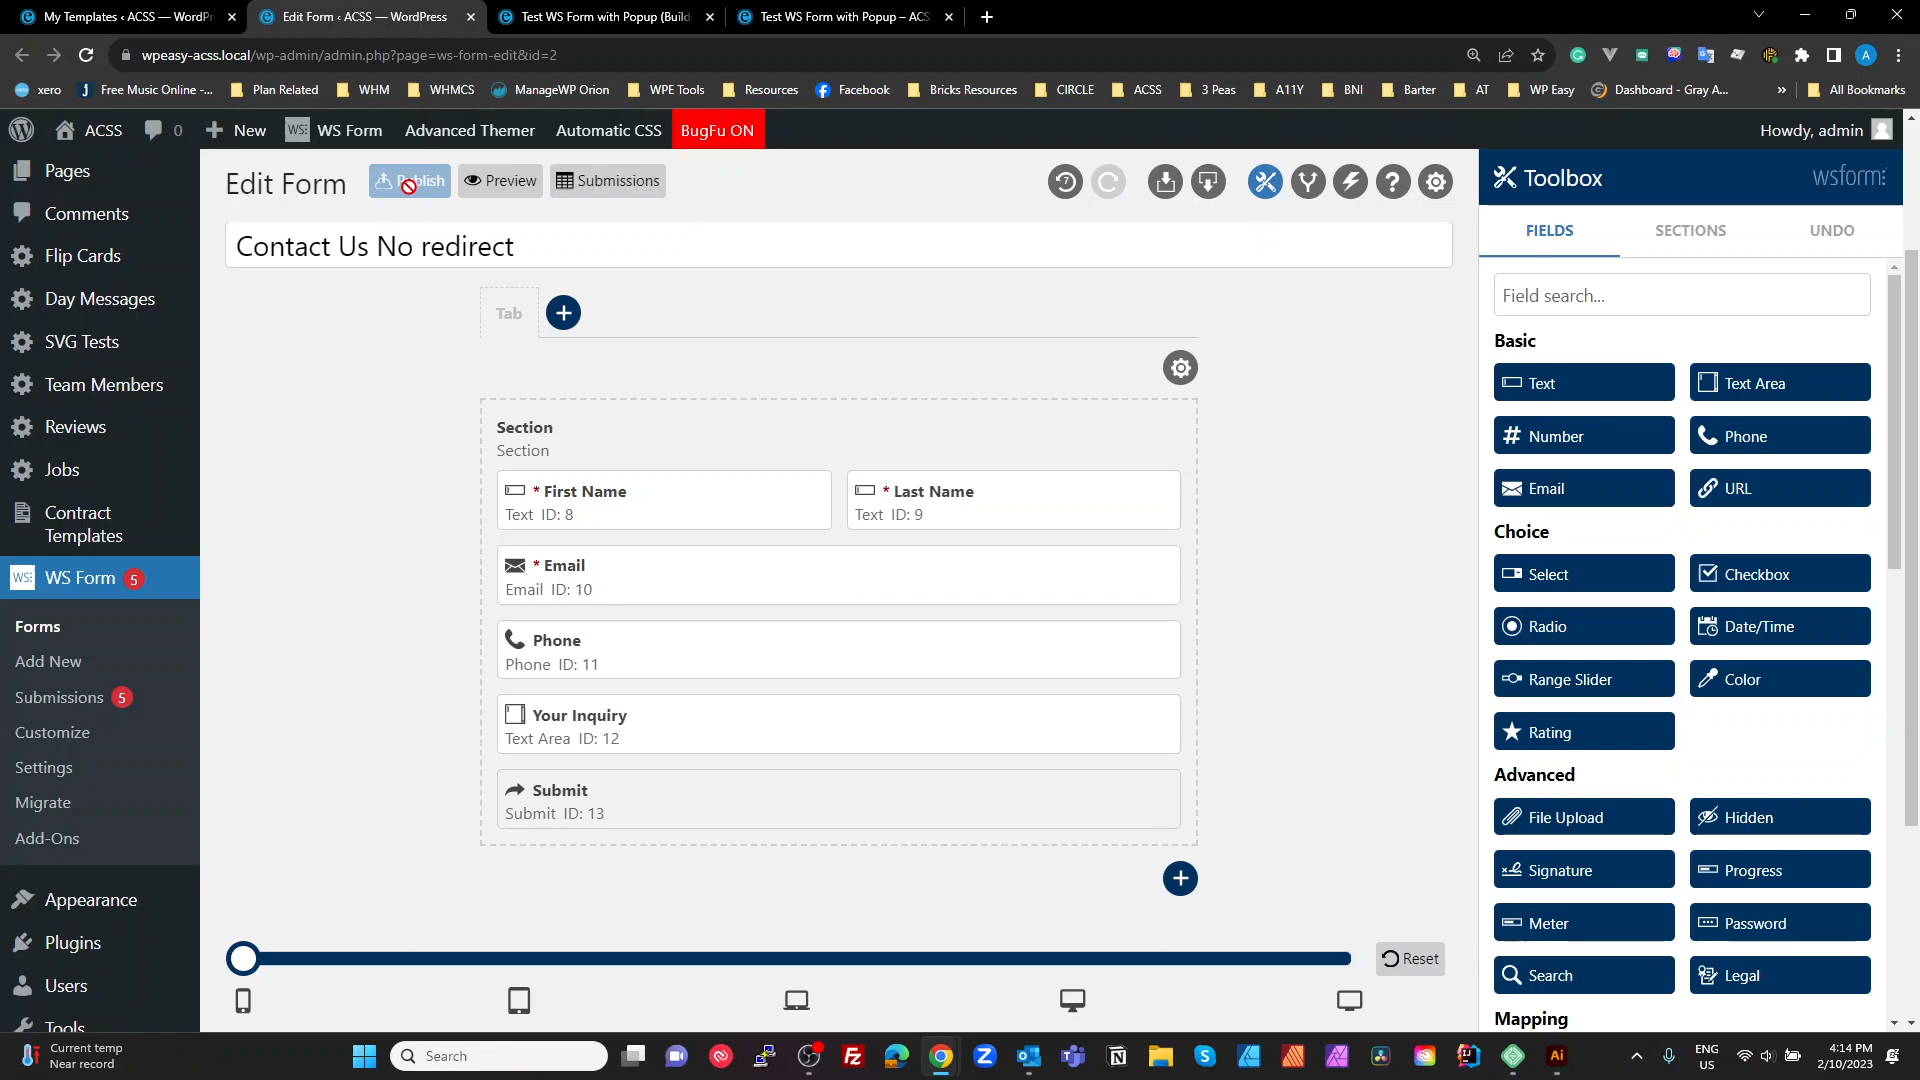 My Templates ‹ ACSS — WordPr
Edit Form ‹ ACSS — WordPress
Test WS Form with Popup (Build
Test WS Form with Popup – ACS
wpeasy-acss.local/wp-admin/admin.php?page=ws-form-edit&id=2
xero
Free Music Online -...
Plan Related
WHM
WHMCS
ManageWP Orion
WPE Tools
Resources
Facebook
Bricks Resources
CIRCLE
ACSS
3 Peas
A11Y
BNI
Barter
AT
WP Easy
Dashboard - Gray A...
»
All Bookmarks
ACSS
0
New
WS Form
Advanced Themer
Automatic CSS
BugFu ON
Howdy, admin
Pages
Comments
Flip Cards
Day Messages
SVG Tests
Team Members
Reviews
Jobs
Contract
Templates
WS Form 5
Forms
Add New
Submissions 5
Customize
Settings
Migrate
Add-Ons
Appearance
Plugins
Users
Tools
Edit Form
Publish
Preview
Submissions
7
Contact Us No redirect
Tab
Section
Section
* First Name
Text ID: 8
* Last Name
Text ID: 9
* Email
Email ID: 10
Phone
Phone ID: 11
Your Inquiry
Text Area ID: 12
Submit
Submit ID: 13
Reset
Toolbox
wsform
FIELDS
SECTIONS
UNDO
Field search...
Basic
Text
Text Area
Number
Phone
Email
URL
Choice
Select
Checkbox
Radio
Date/Time
Range Slider
Color
Rating
Advanced
File Upload
Hidden
Signature
Progress
Meter
Password
Search
Legal
Mapping
Current temp
Near record
Search
ENG
US
4:14 PM
2/10/2023